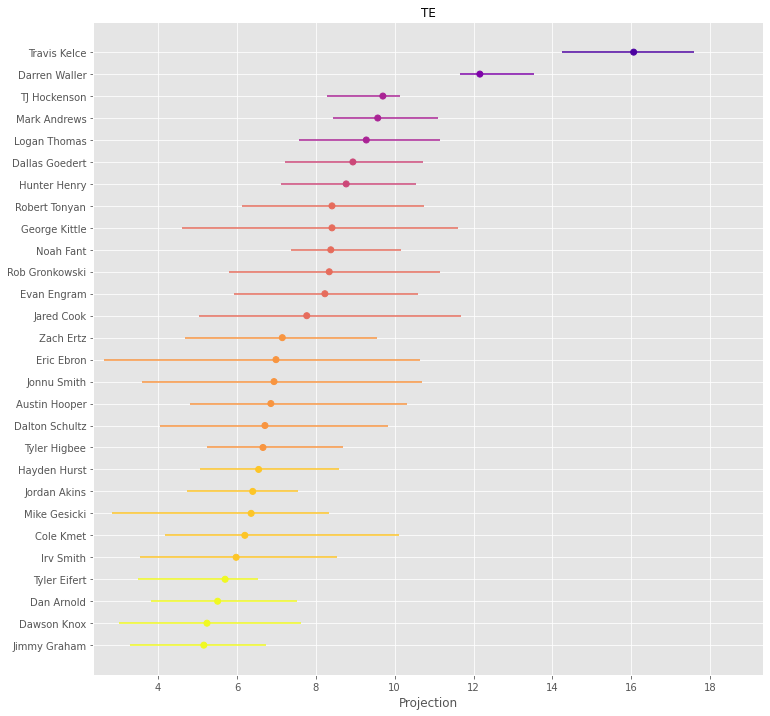 TE
Travis Kelce
Darren Waller
TJ Hockenson
Mark Andrews
Logan Thomas
Dallas Goedert
Hunter Henry
Robert Tonyan
George Kittle
Noah Fant
Rob Gronkowski
Evan Engram
Jared Cook
Zach Ertz
Eric Ebron
Jonnu Smith
Austin Hooper
Dalton Schultz
Tyler Higbee
Hayden Hurst
Jordan Akins
Mike Gesicki
Cole Kmet
Irv Smith
Tyler Eifert
Dan Arnold
Dawson Knox
Jimmy Graham
4 6 8 10 12 14 16 18
Projection